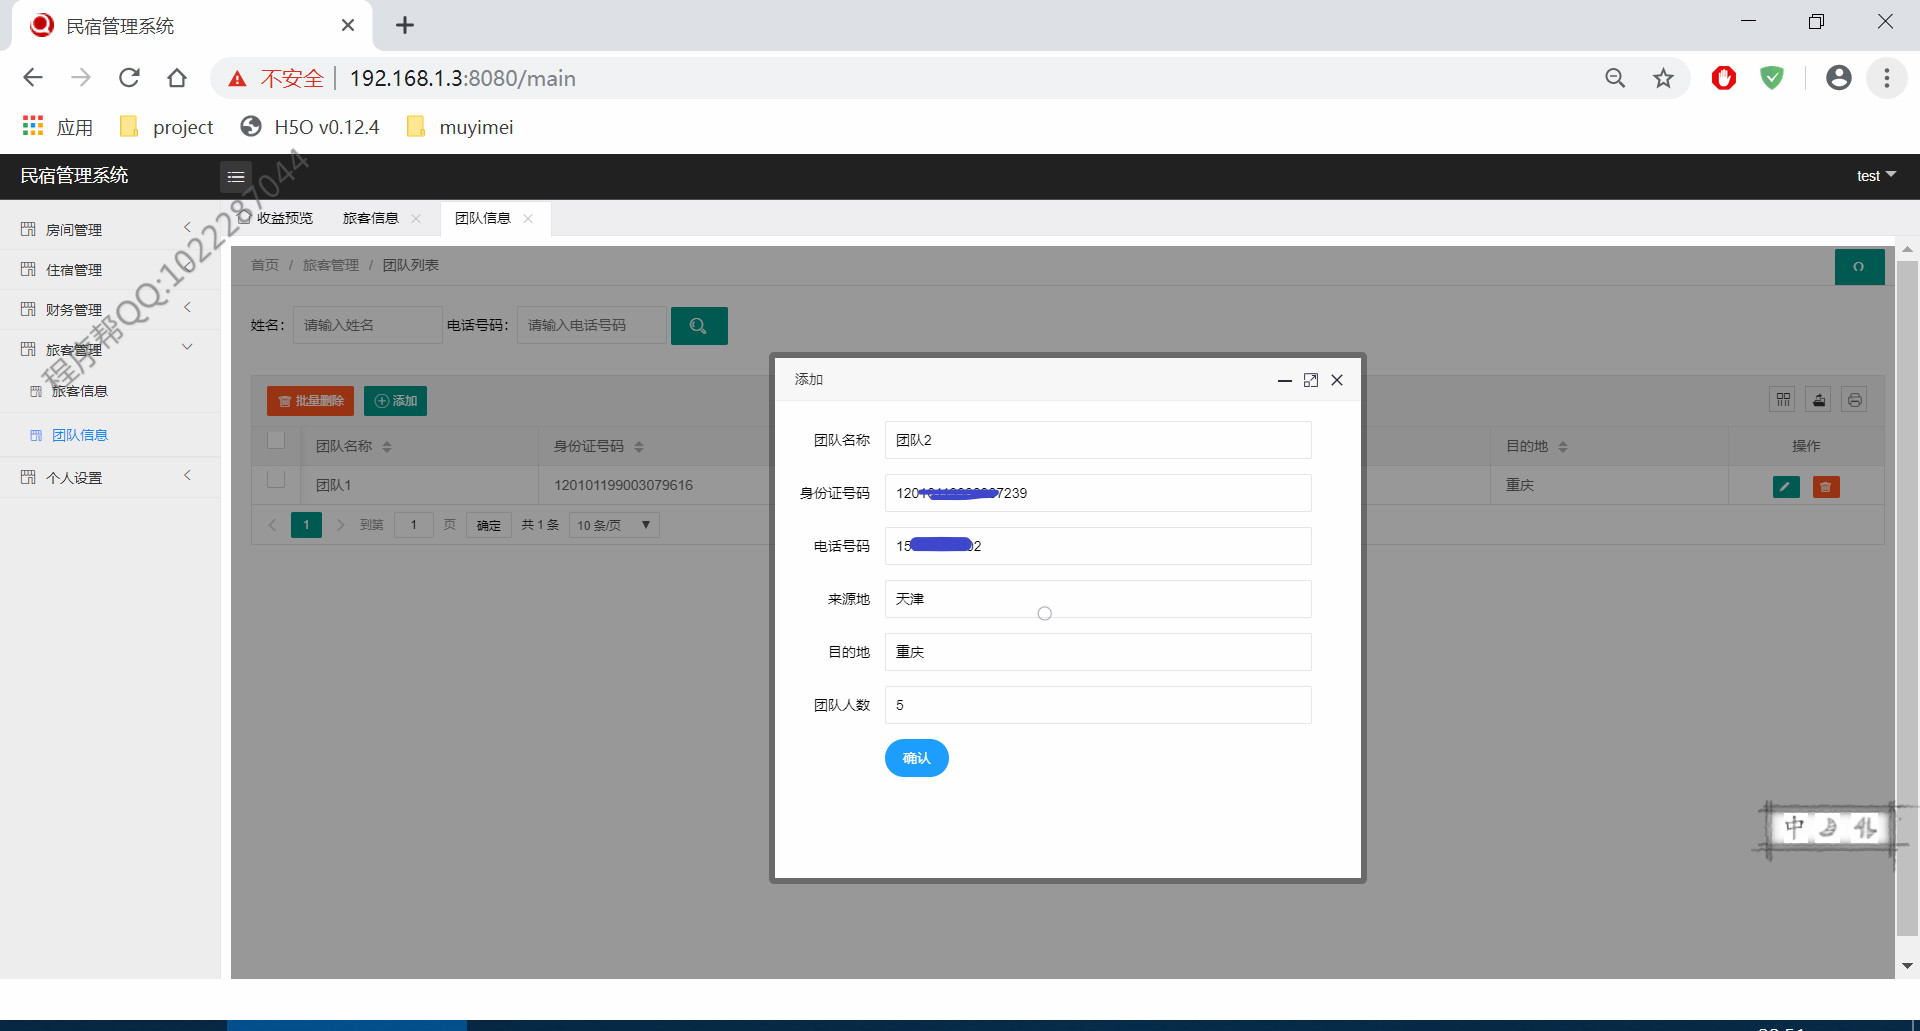 民宿管理系统
不安全
192.168.1.3:8080/main
应用
project
H5O v0.12.4
muyimei
民宿管理系统
test
房间管理
住宿管理
财务管理
旅客管理
旅客信息
团队信息
个人设置
程序帮QQ:1022287044
收益预览
旅客信息
团队信息
首页 / 旅客管理 / 团队列表
姓名：
请输入姓名
电话号码：
请输入电话号码
批量删除
添加
团队名称
身份证号码
目的地
操作
团队1
120101199003079616
重庆
1
到第
1
页
确定
共 1 条
10 条/页
添加
团队名称
团队2
身份证号码
7239
电话号码
15
2
来源地
天津
目的地
重庆
团队人数
5
确认
中